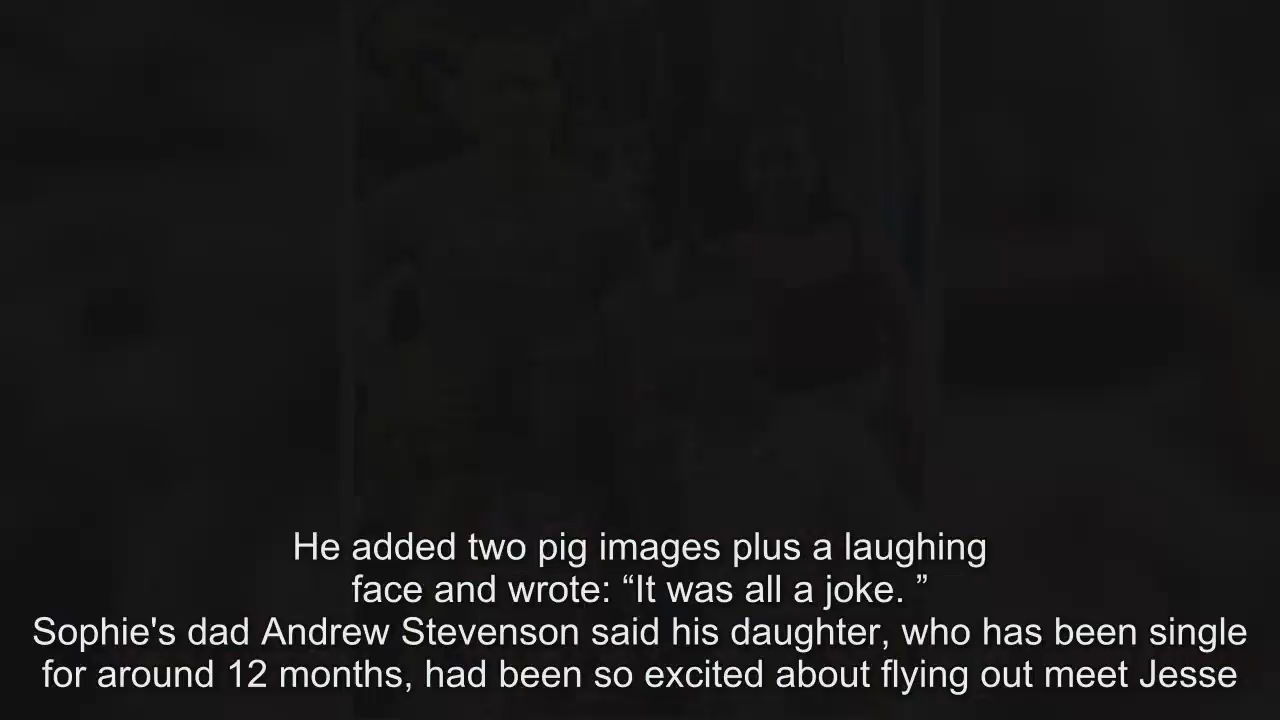 He added two pig images plus a laughing
face and wrote: “It was all a joke. ”
Sophie's dad Andrew Stevenson said his daughter, who has been single
for around 12 months, had been so excited about flying out meet Jesse